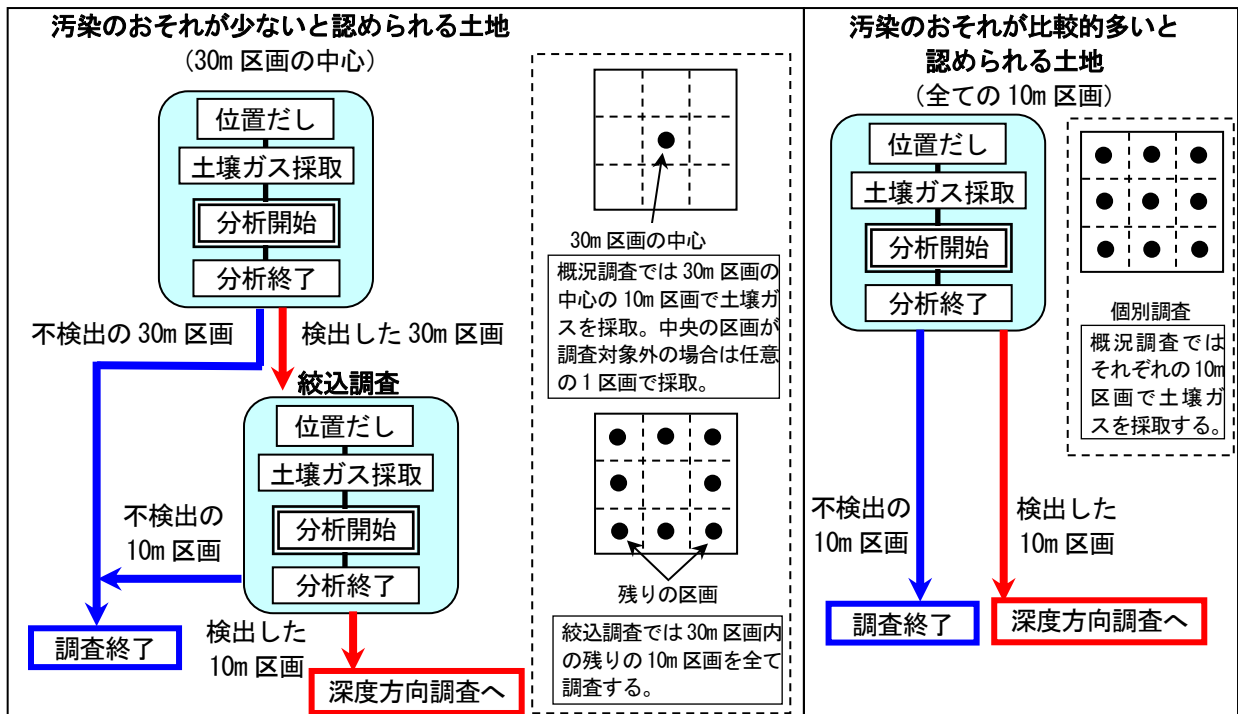 汚染のおそれが少ないと認められる土地
（30m 区画の中心）
位置だし
土壌ガス採取
分析開始
分析終了
不検出の 30m 区画
検出した 30m 区画
絞込調査
位置だし
土壌ガス採取
分析開始
分析終了
不検出の
10m 区画
調査終了
検出した
10m 区画
深度方向調査へ
30m 区画の中心
概況調査では 30m 区画の
中心の 10m 区画で土壌ガ
スを採取。中央の区画が
調査対象外の場合は任意
の 1 区画で採取。
残りの区画
絞込調査では 30m 区画内
の残りの 10m 区画を全て
調査する。
汚染のおそれが比較的多いと
認められる土地
（全ての 10m 区画）
位置だし
土壌ガス採取
分析開始
分析終了
個別調査
概況調査では
それぞれの 10m
区画で土壌ガ
スを採取する。
不検出の
10m 区画
検出した
10m 区画
調査終了
深度方向調査へ